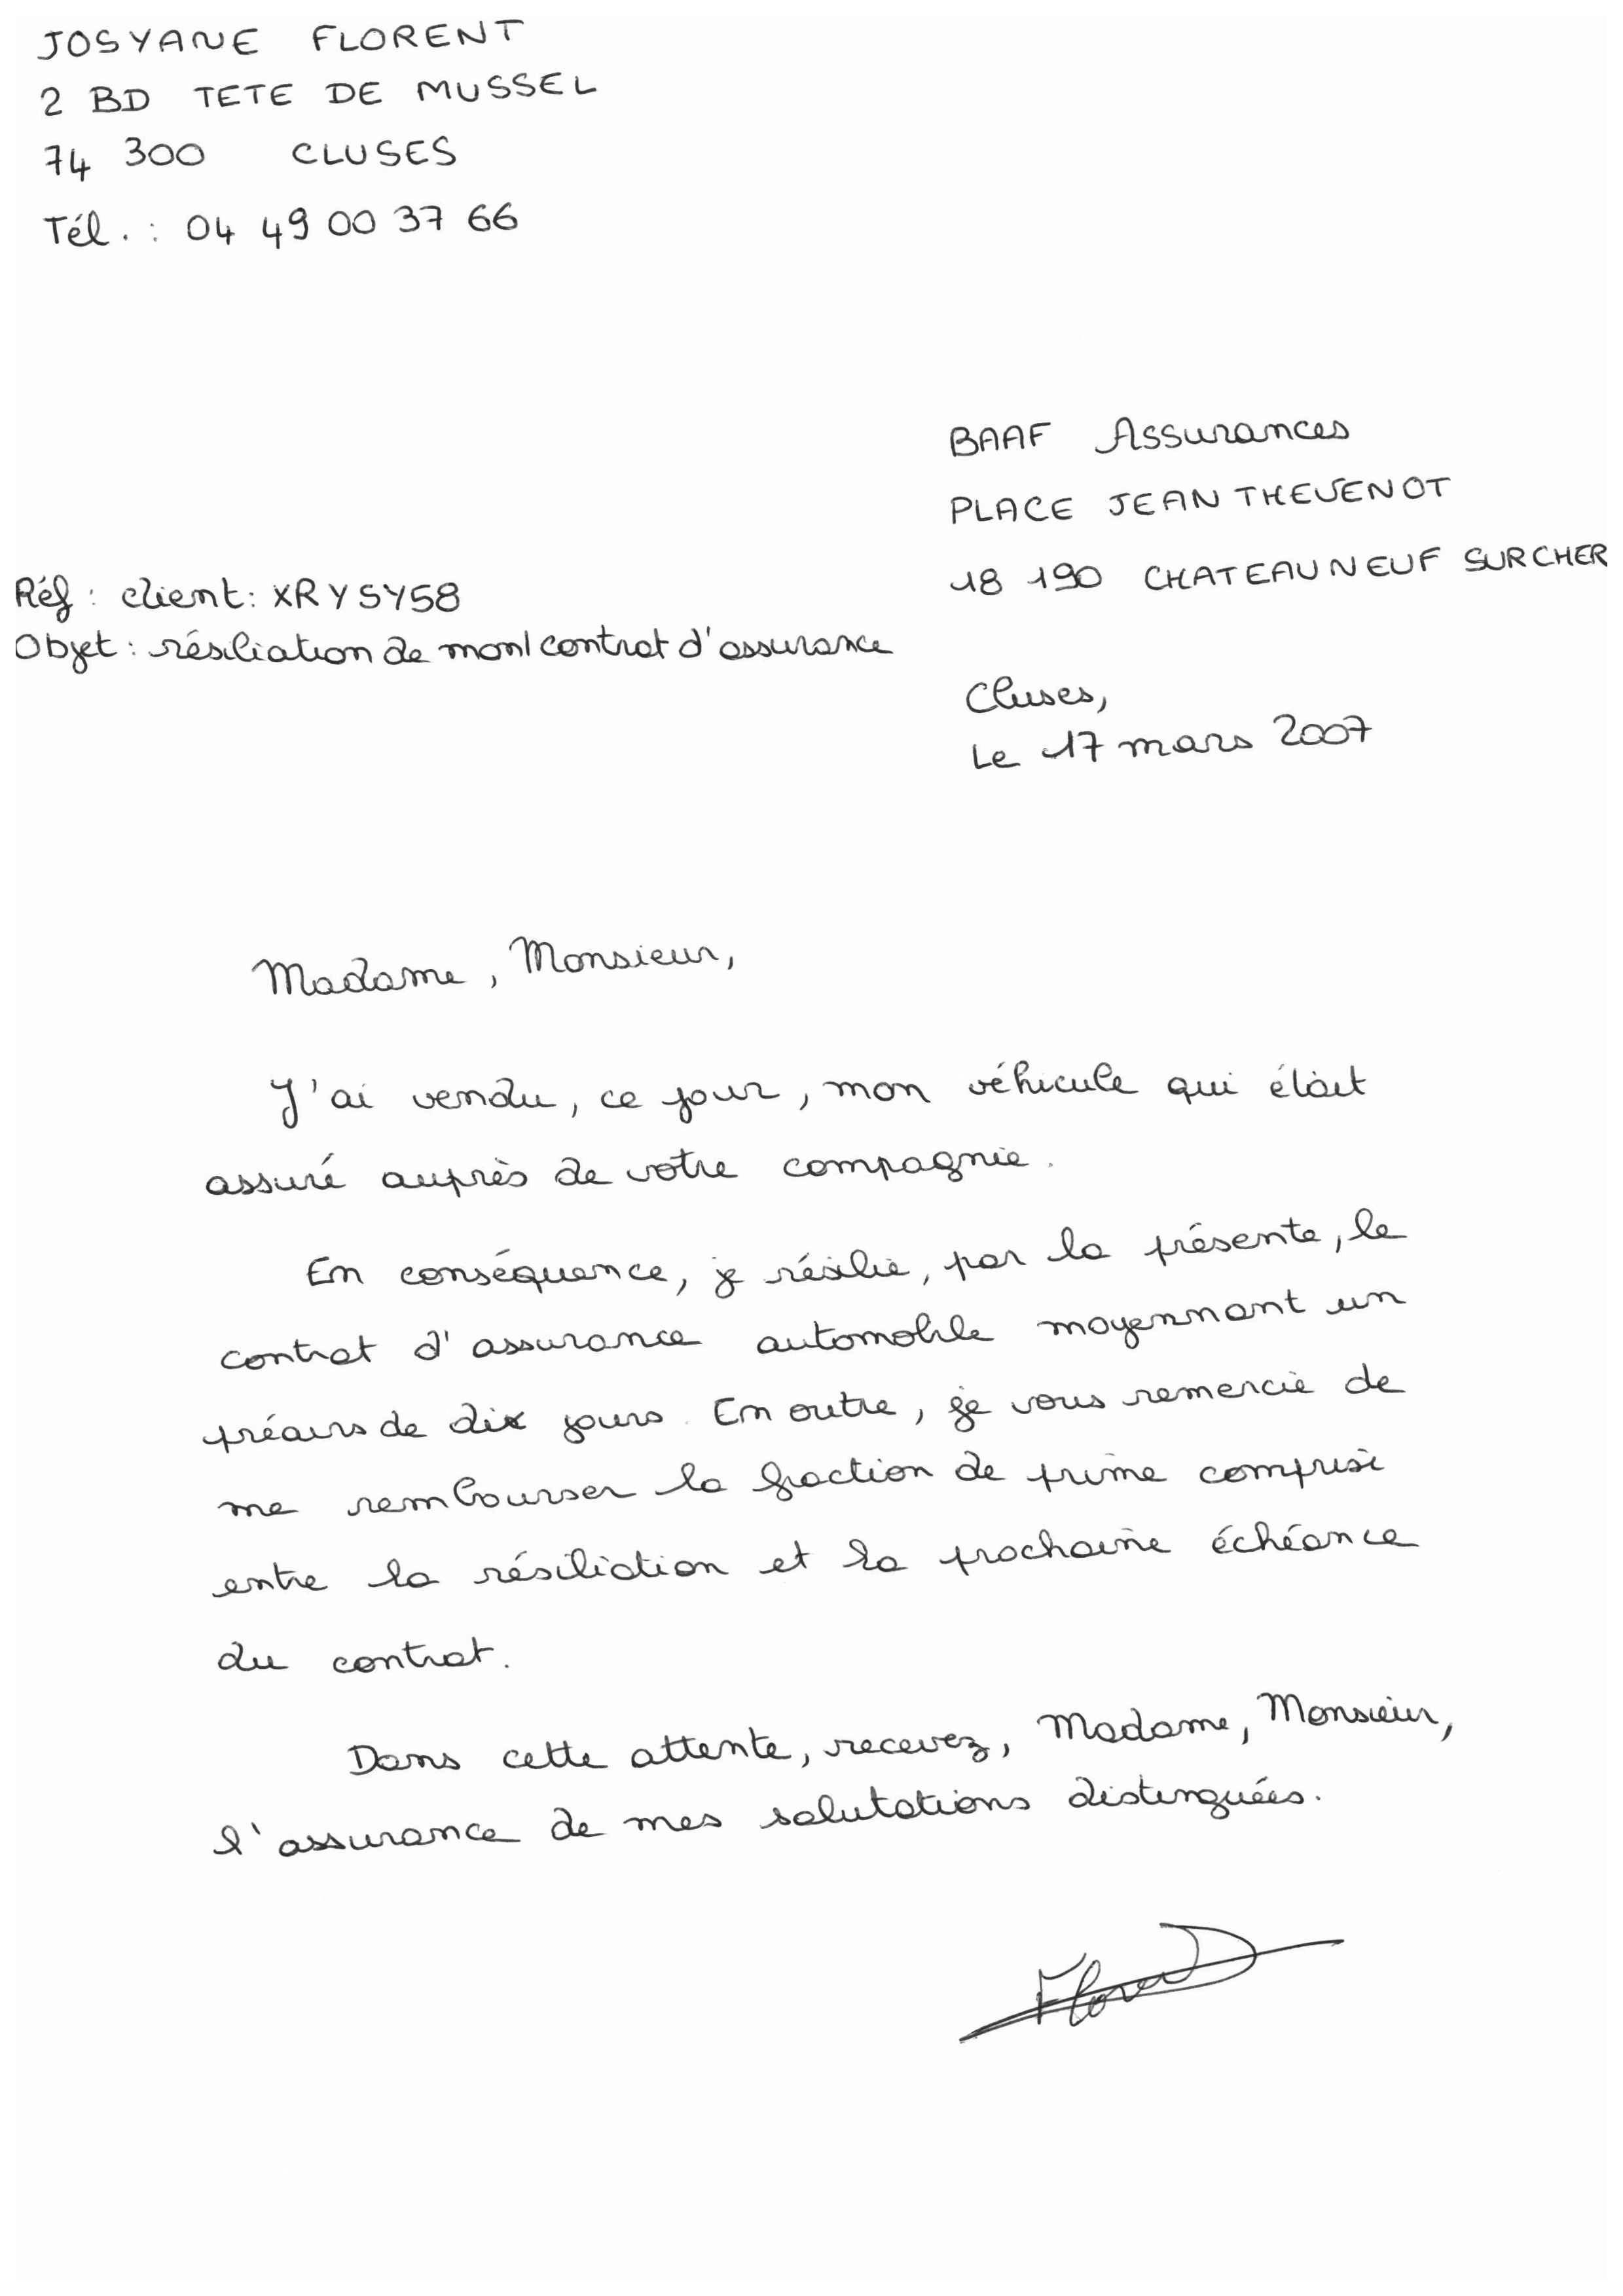 JOSYANE FLORENT
2 BD TETE DE MUSSEL
74 300 CLUSES
Tél. : 04 49 00 37 66
BAAF Assurances
PLACE JEAN THEVENOT
18 190 CHATEAUNEUF SUR CHER
Réf : client : XRYSY58
Objet : résiliation de mon contrat d'assurance
Cluses,
Le 17 mars 2007
Madame, Monsieur,
J'ai vendu, ce jour, mon véhicule qui était
assuré auprès de votre compagnie.
En conséquence, je résilie, par la présente, le
contrat d'assurance automobile moyennant un
préavis de dix jours. En outre, je vous remercie de
me rembourser la fraction de prime comprise
entre la résiliation et la prochaine échéance
du contrat.
Dans cette attente, recevez, Madame, Monsieur,
l'assurance de mes salutations distinguées.
Florent